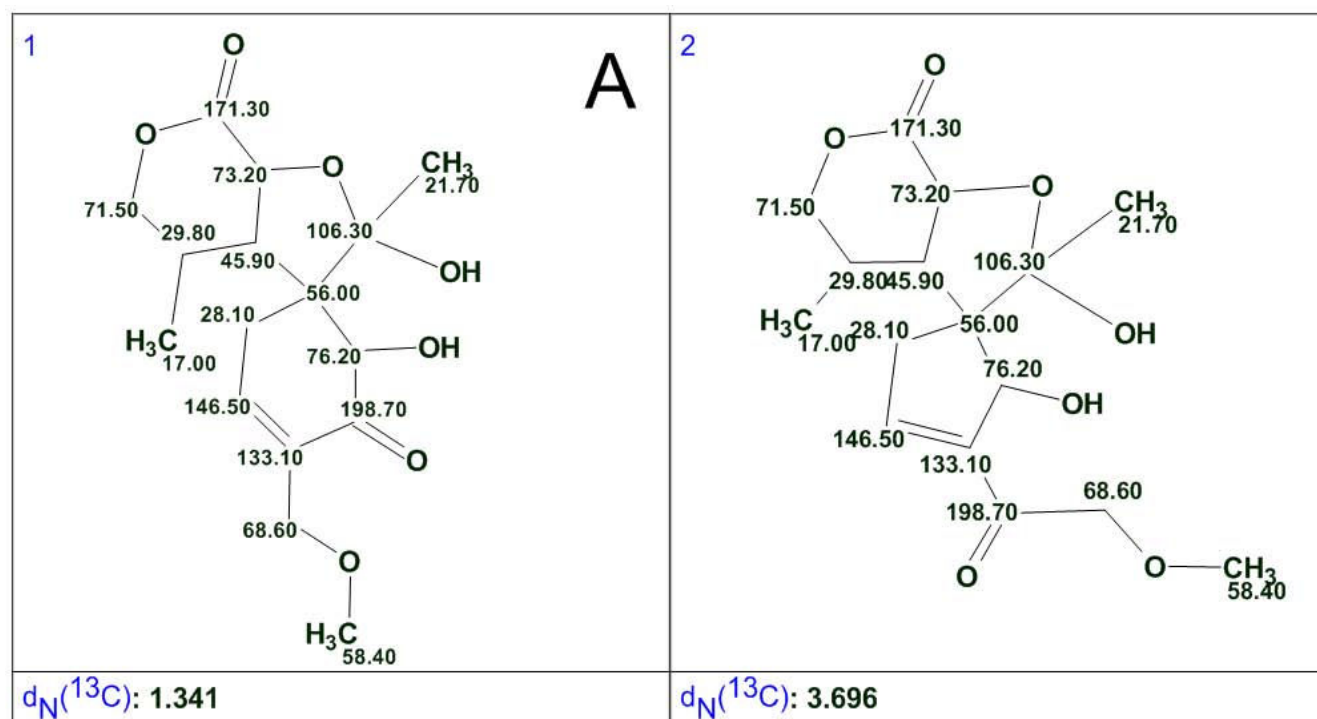 1
A
O
171.30
O
73.20
O
CH3
21.70
71.50
29.80
45.90
106.30
OH
56.00
28.10
H3C
17.00
76.20
OH
146.50
198.70
133.10
O
68.60
O
H3C
58.40
dN(13C): 1.341
2
O
171.30
O
73.20
O
CH3
21.70
71.50
106.30
29.80
45.90
H3C
17.00
28.10
56.00
OH
76.20
OH
146.50
133.10
68.60
198.70
O
O
CH3
58.40
dN(13C): 3.696